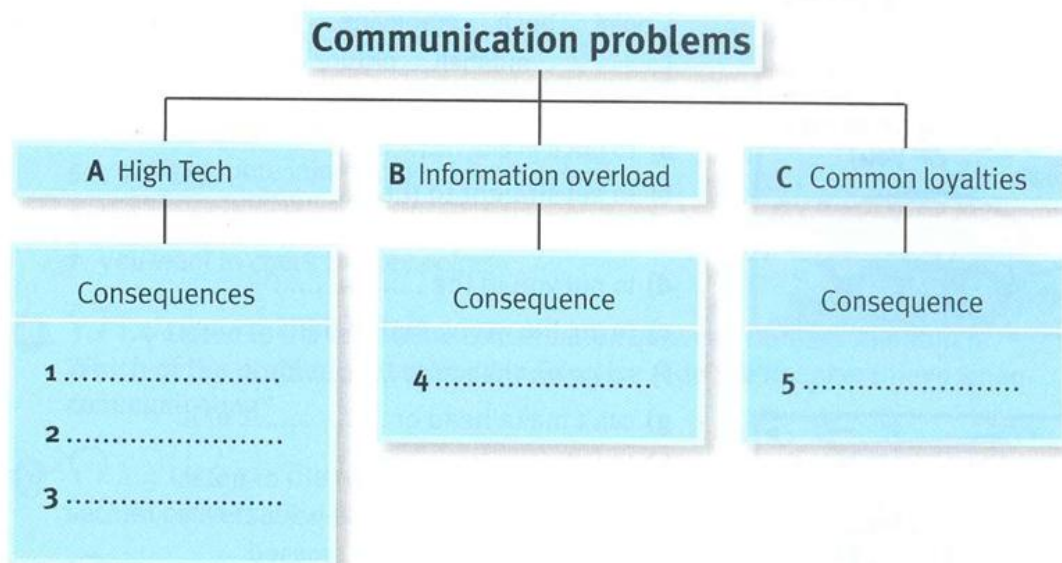 Communication problems
A High Tech
B Information overload
C Common loyalties
Consequences
1 ..............................
2 ..............................
3 ..............................
Consequence
4 ..............................
Consequence
5 ..............................